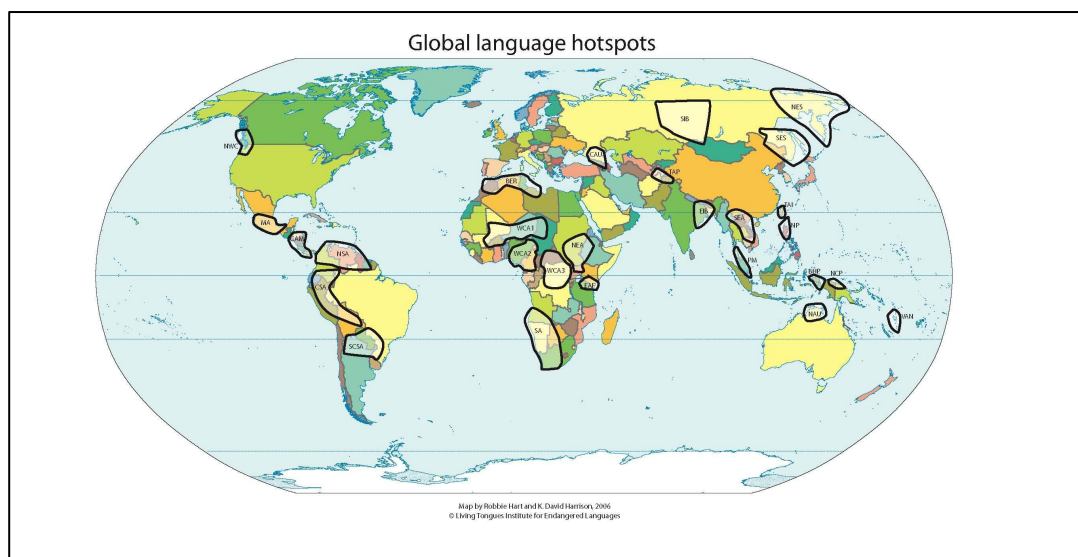 Global language hotspots
NES
SIB
SES
NWC
CAU
TAP
BER
TAI
EIB
SEA
NP
MA
CAM
WCA1
NEA
NSA
WCA2
WCA3
PM
CSA
EAF
NCP
NAU
VAN
SA
SCSA
Map by Robbie Hart and K. David Harrison, 2006
© Living Tongues Institute for Endangered Languages